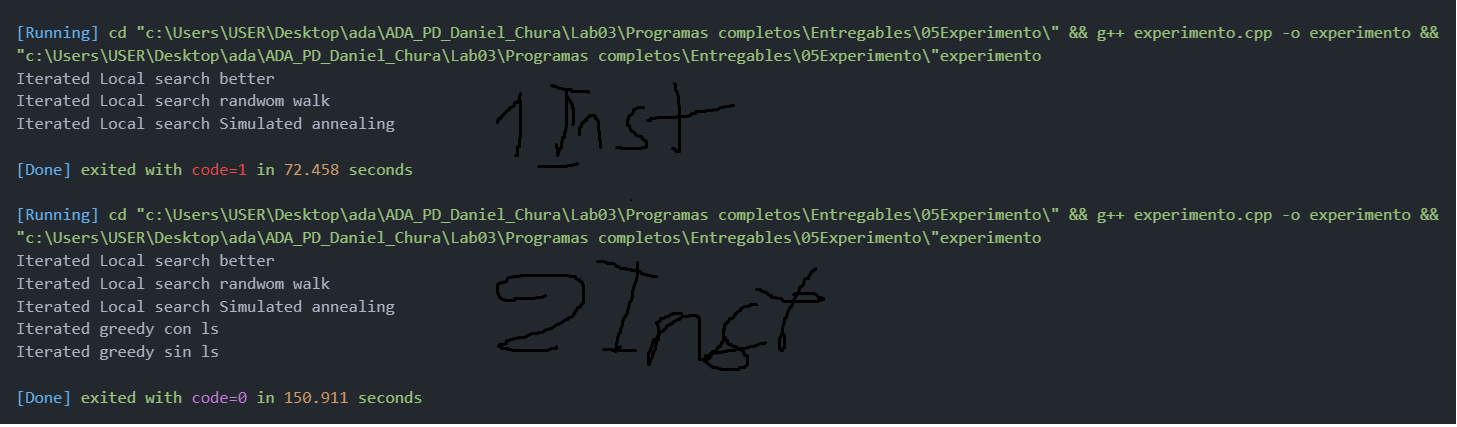 [Running] cd "c:\Users\USER\Desktop\ada\ADA_PD_Daniel_Chura\Lab03\Programas completos\Entregables\05Experimento\" && g++ experimento.cpp -o experimento &&
"c:\Users\USER\Desktop\ada\ADA_PD_Daniel_Chura\Lab03\Programas completos\Entregables\05Experimento\"experimento
Iterated Local search better
Iterated Local search randwom walk
Iterated Local search Simulated annealing
1 Inst
[Done] exited with code=1 in 72.458 seconds
[Running] cd "c:\Users\USER\Desktop\ada\ADA_PD_Daniel_Chura\Lab03\Programas completos\Entregables\05Experimento\" && g++ experimento.cpp -o experimento &&
"c:\Users\USER\Desktop\ada\ADA_PD_Daniel_Chura\Lab03\Programas completos\Entregables\05Experimento\"experimento
Iterated Local search better
Iterated Local search randwom walk
Iterated Local search Simulated annealing
Iterated greedy con ls
Iterated greedy sin ls
2 Inst
[Done] exited with code=0 in 150.911 seconds